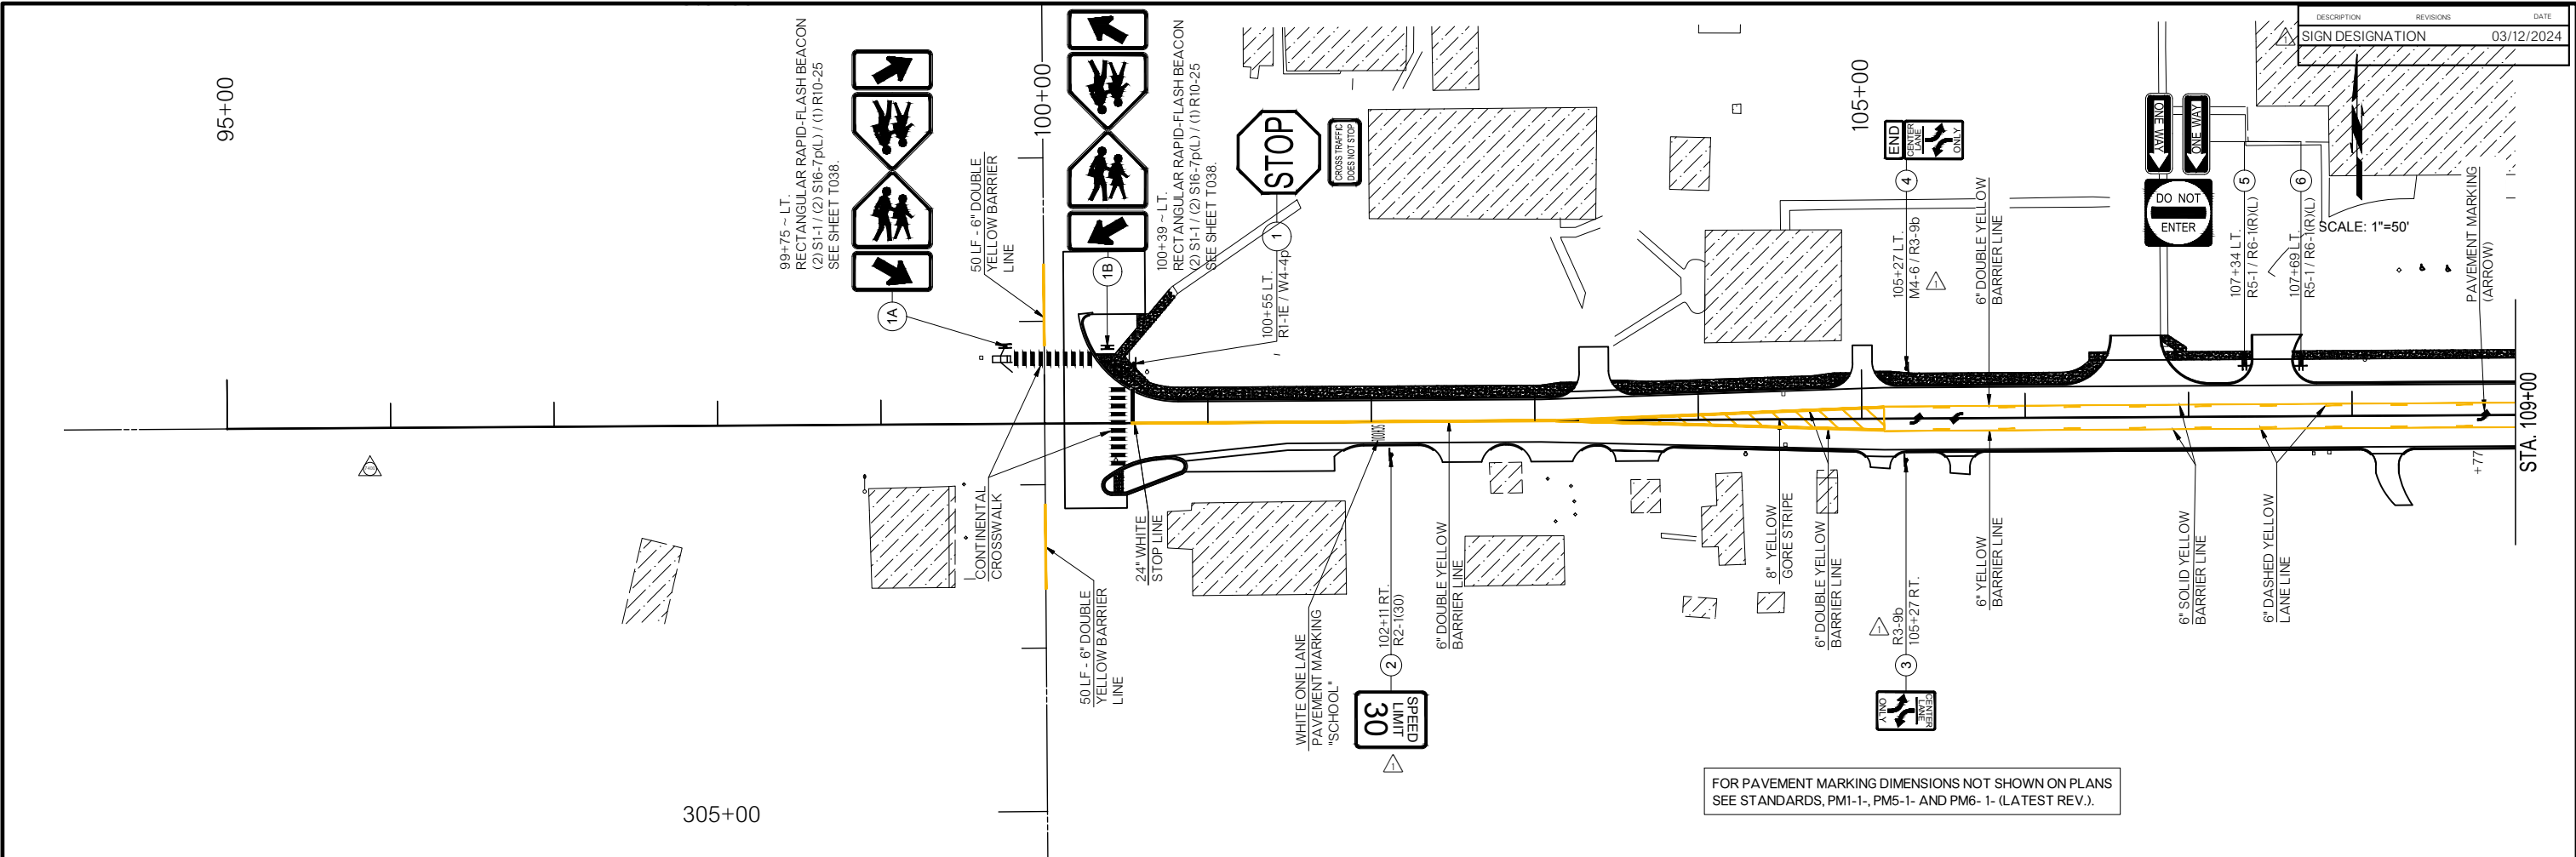 DESCRIPTION REVISIONS DATE
1 SIGN DESIGNATION 03/12/2024
95+00
100+00
105+00
305+00
99+75 ~ LT.
RECTANGULAR RAPID-FLASH BEACON
(2) S1-1 / (2) S16-7p(L) / (1) R10-25
SEE SHEET T038.
1A
50 LF - 6" DOUBLE
YELLOW BARRIER
LINE
100+39 ~ LT.
RECTANGULAR RAPID-FLASH BEACON
(2) S1-1 / (2) S16-7p(L) / (1) R10-25
SEE SHEET T038.
1B
STOP
CROSS TRAFFIC
DOES NOT STOP
1
100+55 LT.
R1-1E / W4-4p
END
CENTER
LANE
ONLY
4
105+27 LT.
M4-6 / R3-9b
1
6" DOUBLE YELLOW
BARRIER LINE
ONE WAY
ONE WAY
DO NOT
ENTER
5
107+34 LT.
R5-1 / R6-1(R)(L)
6
107+69 LT.
R5-1 / R6-1(R)(L)
SCALE: 1"=50'
PAVEMENT MARKING
(ARROW)
STA. 109+00
+77
CONTINENTAL
CROSSWALK
50 LF - 6" DOUBLE
YELLOW BARRIER
LINE
24" WHITE
STOP LINE
WHITE ONE LANE
PAVEMENT MARKING
"SCHOOL"
SCHOOL
102+11 RT.
R2-1(30)
2
SPEED
LIMIT
30
1
6" DOUBLE YELLOW
BARRIER LINE
8" YELLOW
GORE STRIPE
6" DOUBLE YELLOW
BARRIER LINE
1
R3-9b
105+27 RT.
3
CENTER
LANE
ONLY
6" YELLOW
BARRIER LINE
6" SOLID YELLOW
BARRIER LINE
6" DASHED YELLOW
LANE LINE
FOR PAVEMENT MARKING DIMENSIONS NOT SHOWN ON PLANS
SEE STANDARDS, PM1-1-, PM5-1- AND PM6- 1- (LATEST REV.).